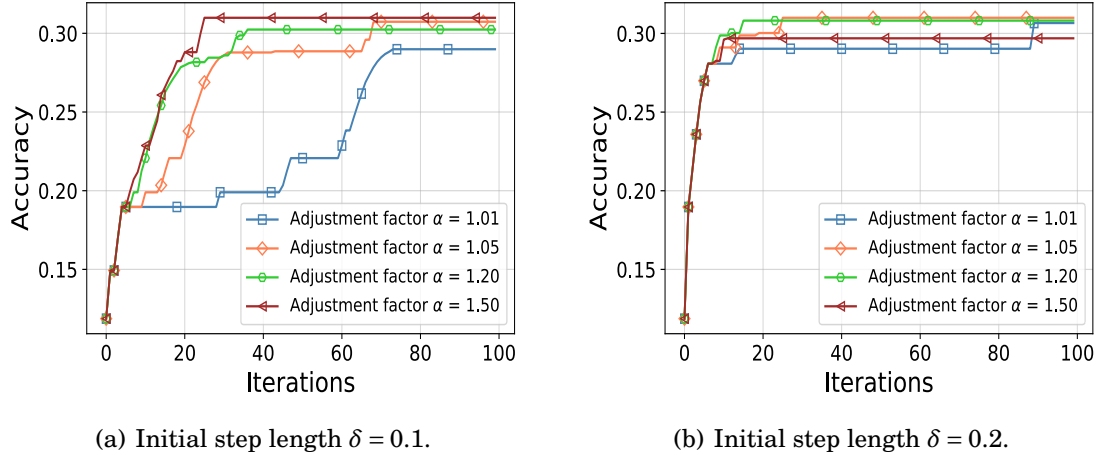 0.30
0.25
0.20
0.15
Accuracy
0 20 40 60 80 100
Iterations
Adjustment factor α = 1.01
Adjustment factor α = 1.05
Adjustment factor α = 1.20
Adjustment factor α = 1.50
(a) Initial step length δ = 0.1.
0.30
0.25
0.20
0.15
Accuracy
0 20 40 60 80 100
Iterations
Adjustment factor α = 1.01
Adjustment factor α = 1.05
Adjustment factor α = 1.20
Adjustment factor α = 1.50
(b) Initial step length δ = 0.2.